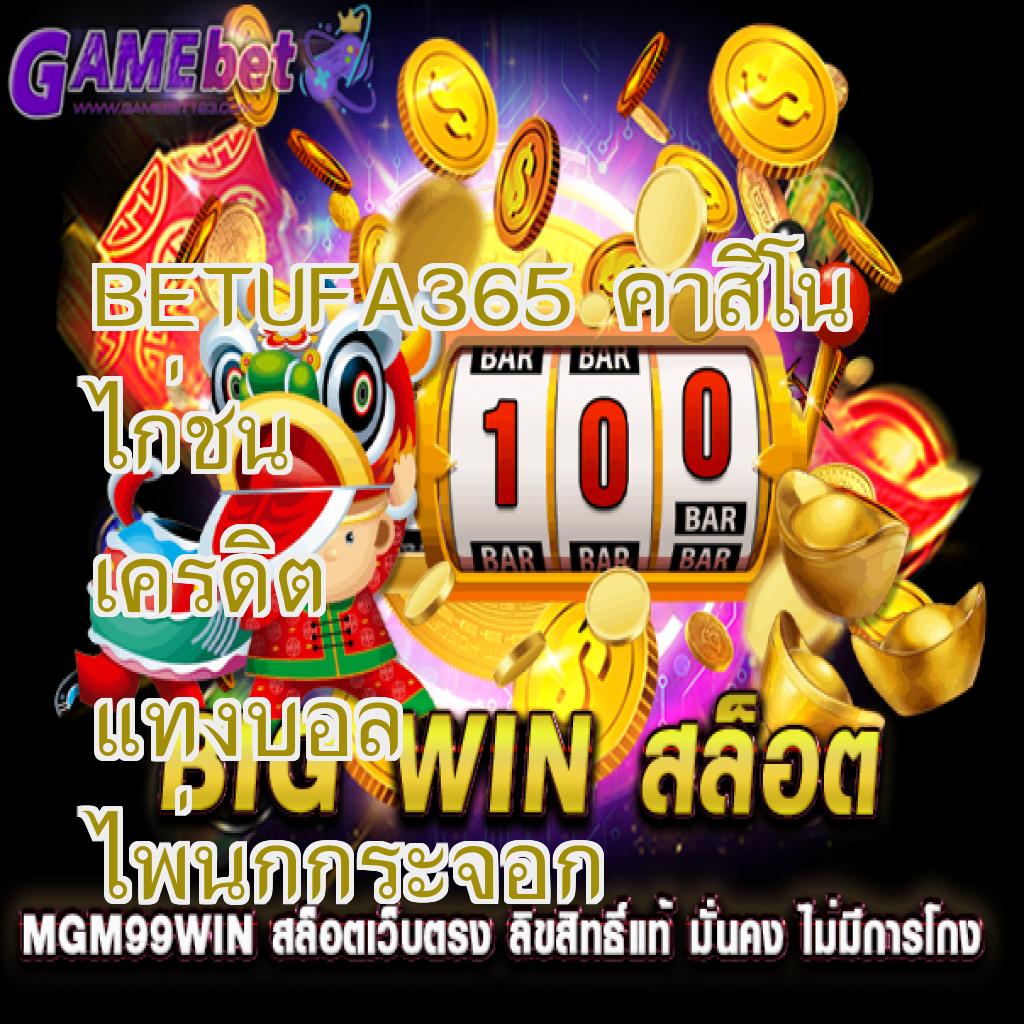 GAMEbet
BETUFA365 คาสิโน
ไก่ชน
เครดิต
แทงบอล
ไพ่นกกระจอก
BAR BAR
100
BAR
BAR BAR BAR
BIG WIN สล็อต
MGM99WIN สล็อตเว็บตรง ลิขสิทธิ์แท้ มั่นคง ไม่มีการโกง